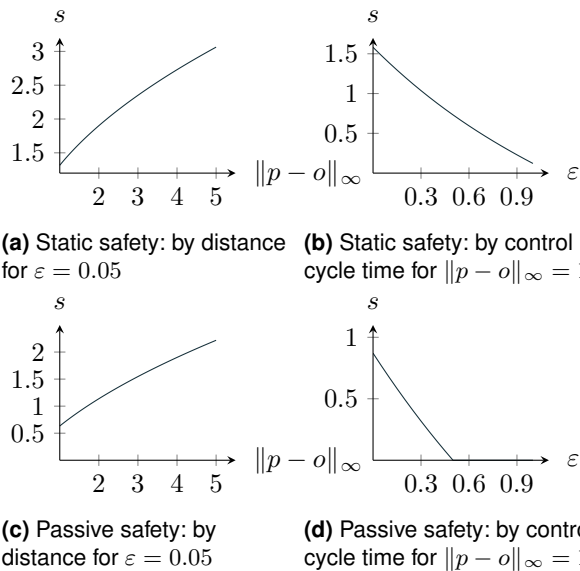 s
3
2.5
2
1.5
2 3 4 5
‖p − o‖∞
s
1.5
1
0.5
0.3 0.6 0.9
ε
(a) Static safety: by distance
for ε = 0.05
(b) Static safety: by control
cycle time for ‖p − o‖∞ =
s
2
1.5
1
0.5
2 3 4 5
‖p − o‖∞
s
1
0.5
0.3 0.6 0.9
ε
(c) Passive safety: by
distance for ε = 0.05
(d) Passive safety: by contro
cycle time for ‖p − o‖∞ =